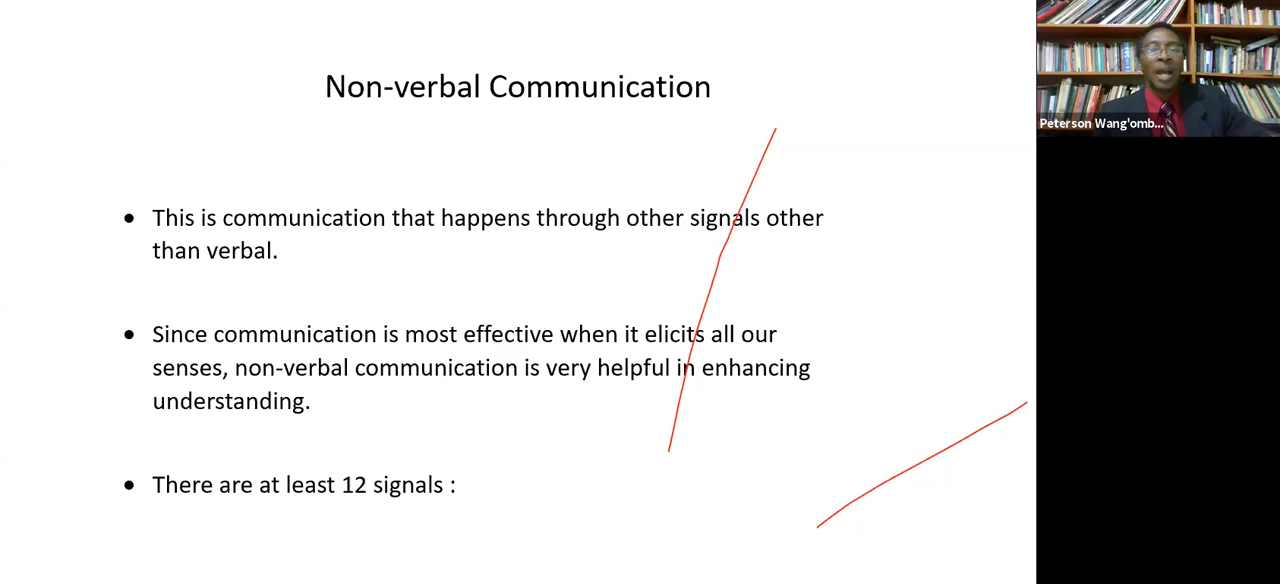 Non-verbal Communication
• This is communication that happens through other signals other
than verbal.
• Since communication is most effective when it elicits all our
senses, non-verbal communication is very helpful in enhancing
understanding.
• There are at least 12 signals :
Peterson Wang'omb...